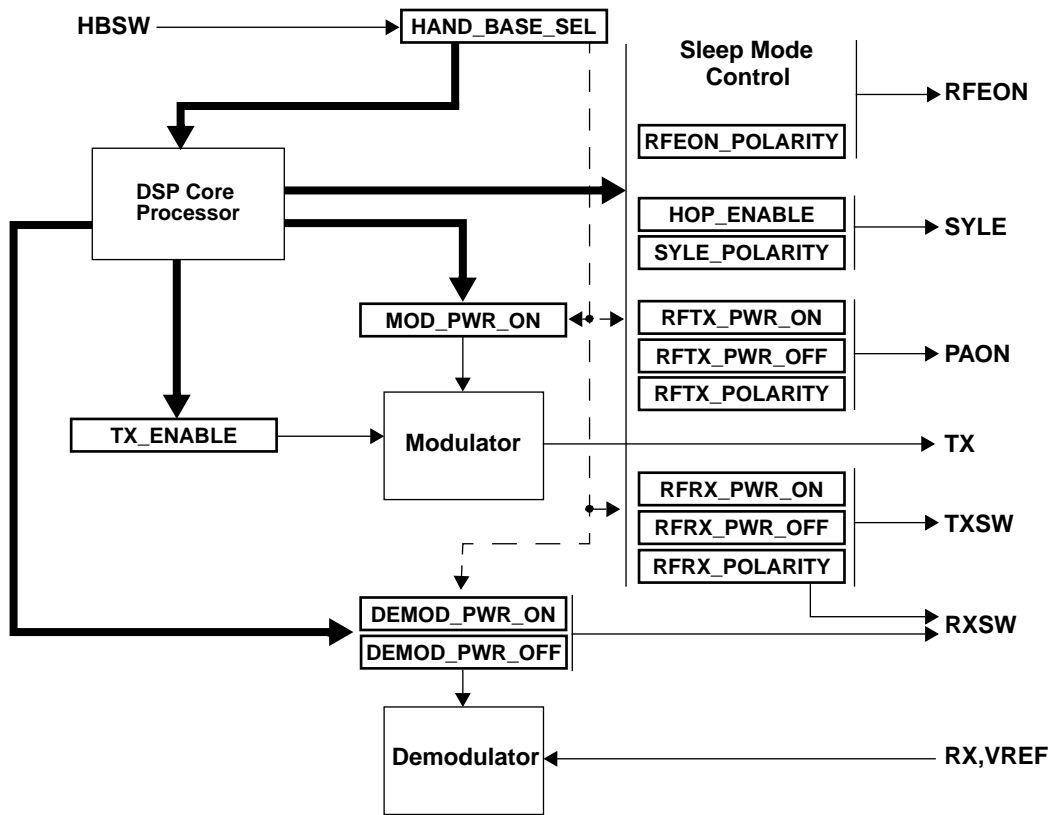 HBSW
HAND_BASE_SEL
Sleep Mode
Control
RFEON
RFEON_POLARITY
DSP Core
Processor
HOP_ENABLE
SYLE_POLARITY
SYLE
MOD_PWR_ON
RFTX_PWR_ON
RFTX_PWR_OFF
RFTX_POLARITY
PAON
TX_ENABLE
Modulator
TX
RFRX_PWR_ON
RFRX_PWR_OFF
RFRX_POLARITY
TXSW
DEMOD_PWR_ON
DEMOD_PWR_OFF
RXSW
Demodulator
RX,VREF